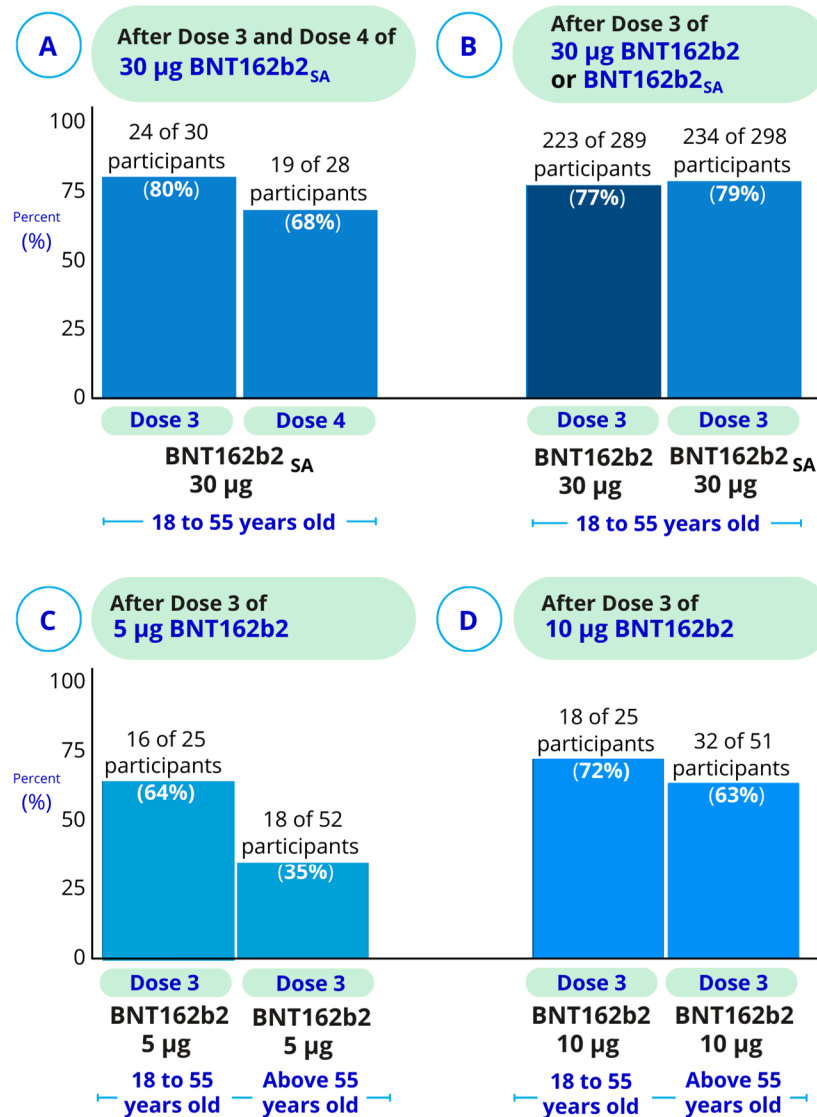 A
After Dose 3 and Dose 4 of
30 µg BNT162b2SA
100
75
50
25
0
Percent
(%)
24 of 30
participants
(80%)
19 of 28
participants
(68%)
Dose 3
Dose 4
BNT162b2 SA
30 µg
18 to 55 years old
B
After Dose 3 of
30 µg BNT162b2
or BNT162b2SA
223 of 289
participants
(77%)
234 of 298
participants
(79%)
Dose 3
Dose 3
BNT162b2
30 µg
BNT162b2 SA
30 µg
18 to 55 years old
C
After Dose 3 of
5 µg BNT162b2
100
75
50
25
0
Percent
(%)
16 of 25
participants
(64%)
18 of 52
participants
(35%)
Dose 3
Dose 3
BNT162b2
5 µg
BNT162b2
5 µg
18 to 55
years old
Above 55
years old
D
After Dose 3 of
10 µg BNT162b2
18 of 25
participants
(72%)
32 of 51
participants
(63%)
Dose 3
Dose 3
BNT162b2
10 µg
BNT162b2
10 µg
18 to 55
years old
Above 55
years old